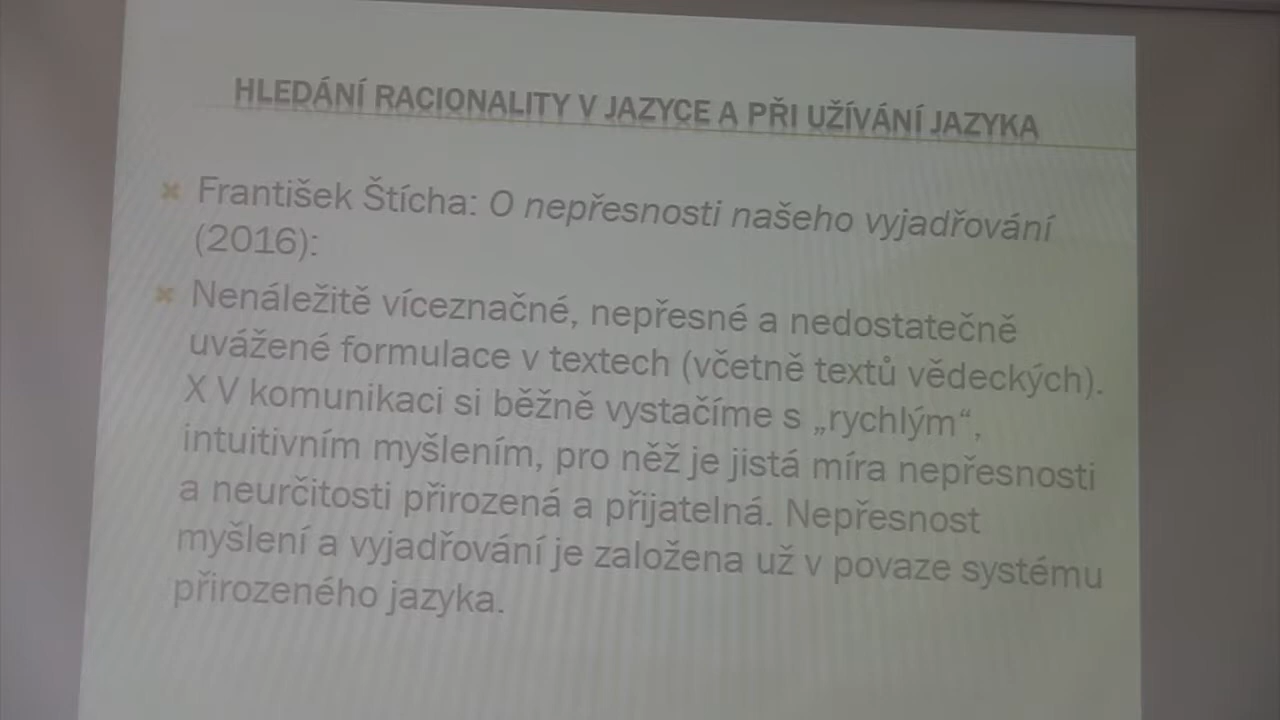 HLEDÁNÍ RACIONALITY V JAZYCE A PŘI UŽÍVÁNÍ JAZYKA
František Štícha: O nepřesnosti našeho vyjadřování
(2016):
Nenáležitě víceznačné, nepřesné a nedostatečně
uvážené formulace v textech (včetně textů vědeckých).
X V komunikaci si běžně vystačíme s „rychlým“,
intuitivním myšlením, pro něž je jistá míra nepřesnosti
a neurčitosti přirozená a přijatelná. Nepřesnost
myšlení a vyjadřování je založena už v povaze systému
přirozeného jazyka.